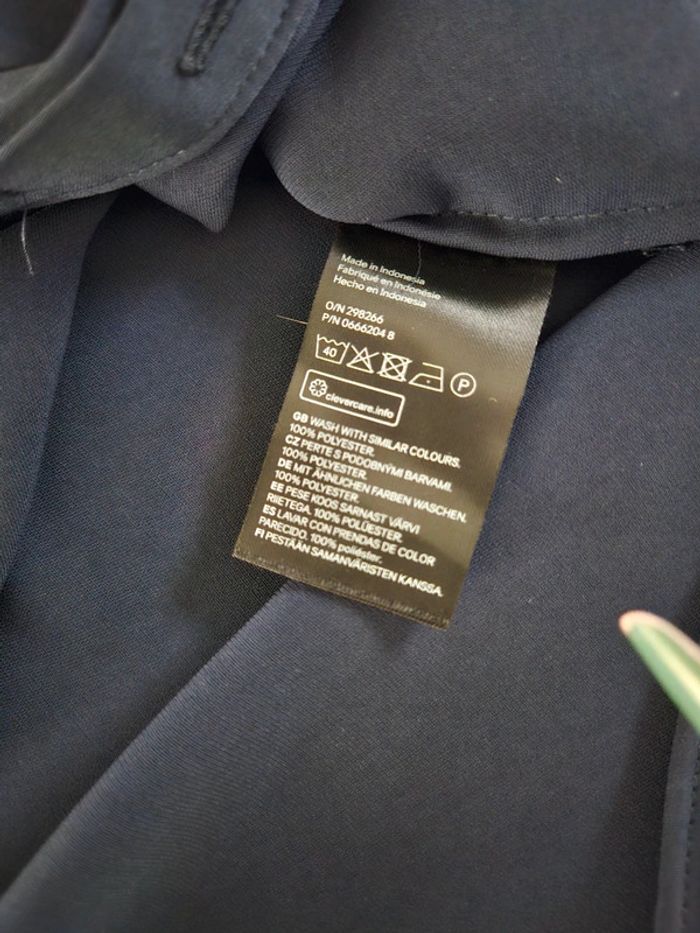 Made in Indonesia
Fabriqué en Indonésie
Hecho en Indonesia
O/N 298266
P/N 0666204 8
40
P
clevercare.info
GB WASH WITH SIMILAR COLOURS.
100% POLYESTER.
CZ PERTE S PODOBNÝMI BARVAMI.
100% POLYESTER.
DE MIT ÄHNLICHEN FARBEN WASCHEN.
100% POLYESTER.
EE PESE KOOS SARNAST VÄRVI
RIIETEGA. 100% POLÜESTER.
ES LAVAR CON PRENDAS DE COLOR
PARECIDO. 100% poliéster.
FI PESTÄÄN SAMANVÄRISTEN KANSSA.